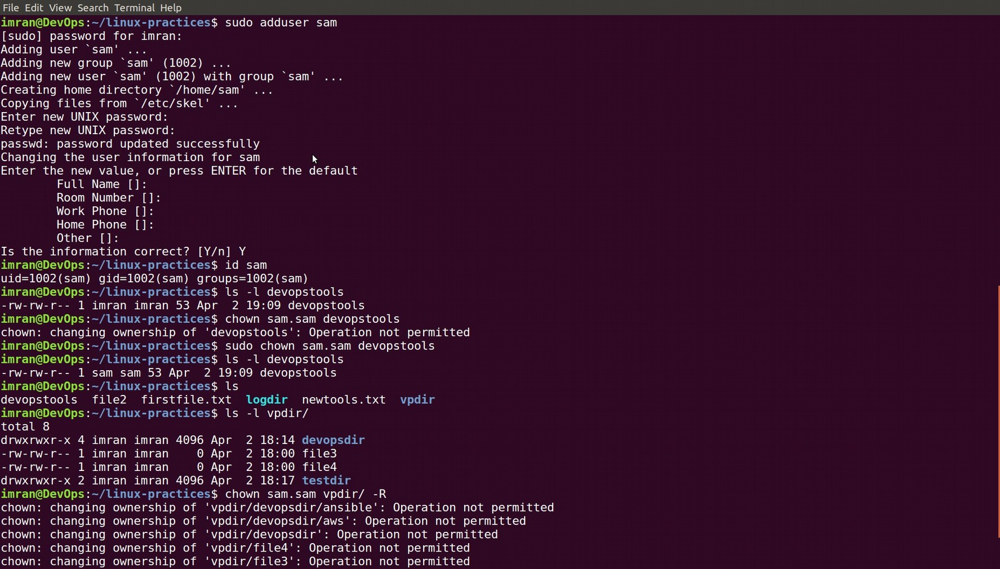 File Edit View Search Terminal Help
imran@DevOps:~/linux-practices$ sudo adduser sam
[sudo] password for imran:
Adding user `sam' ...
Adding new group `sam' (1002) ...
Adding new user `sam' (1002) with group `sam' ...
Creating home directory `/home/sam' ...
Copying files from `/etc/skel' ...
Enter new UNIX password:
Retype new UNIX password:
passwd: password updated successfully
Changing the user information for sam
Enter the new value, or press ENTER for the default
        Full Name []:
        Room Number []:
        Work Phone []:
        Home Phone []:
        Other []:
Is the information correct? [Y/n] Y
imran@DevOps:~/linux-practices$ id sam
uid=1002(sam) gid=1002(sam) groups=1002(sam)
imran@DevOps:~/linux-practices$ ls -l devopstools
-rw-rw-r-- 1 imran imran 53 Apr  2 19:09 devopstools
imran@DevOps:~/linux-practices$ chown sam.sam devopstools
chown: changing ownership of 'devopstools': Operation not permitted
imran@DevOps:~/linux-practices$ sudo chown sam.sam devopstools
imran@DevOps:~/linux-practices$ ls -l devopstools
-rw-rw-r-- 1 sam sam 53 Apr  2 19:09 devopstools
imran@DevOps:~/linux-practices$ ls
devopstools  file2  firstfile.txt  logdir  newtools.txt  vpdir
imran@DevOps:~/linux-practices$ ls -l vpdir/
total 8
drwxrwxr-x 4 imran imran 4096 Apr  2 18:14 devopsdir
-rw-rw-r-- 1 imran imran    0 Apr  2 18:00 file3
-rw-rw-r-- 1 imran imran    0 Apr  2 18:00 file4
drwxrwxr-x 2 imran imran 4096 Apr  2 18:17 testdir
imran@DevOps:~/linux-practices$ chown sam.sam vpdir/ -R
chown: changing ownership of 'vpdir/devopsdir/ansible': Operation not permitted
chown: changing ownership of 'vpdir/devopsdir/aws': Operation not permitted
chown: changing ownership of 'vpdir/devopsdir': Operation not permitted
chown: changing ownership of 'vpdir/file4': Operation not permitted
chown: changing ownership of 'vpdir/file3': Operation not permitted